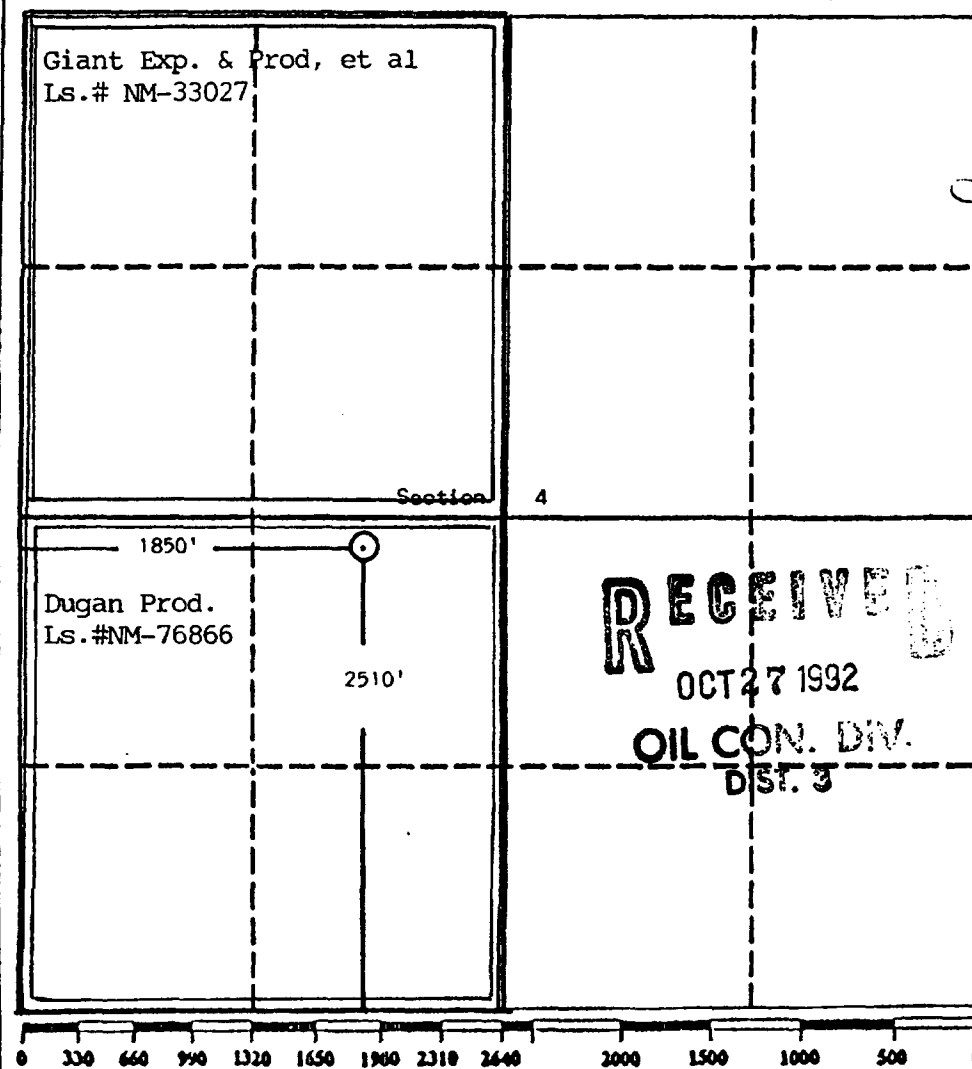 Giant Exp. & Prod, et al
Ls.# NM-33027
Section 4
1850'
Dugan Prod.
Ls.#NM-76866
2510'
RECEIVED
OCT 27 1992
OIL CON. DIV.
DIST. 3
0 330 660 990 1320 1650 1980 2310 2640 2000 1500 1000 500